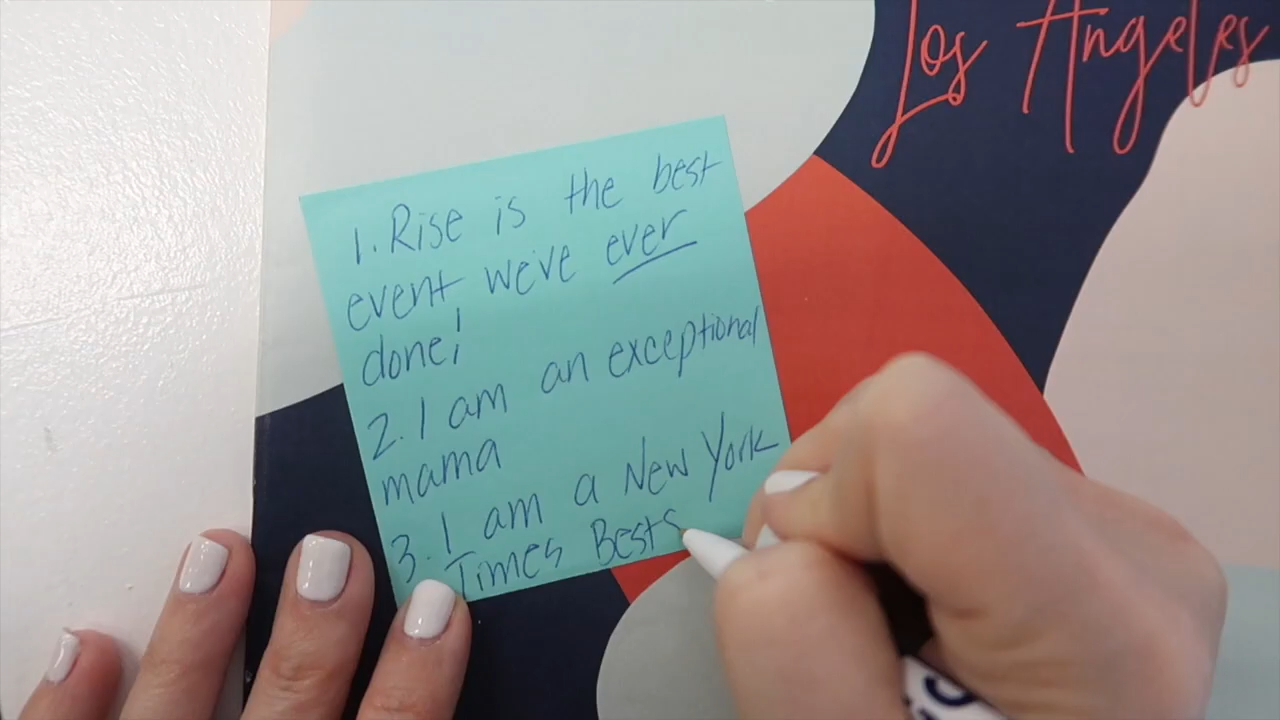 Los Angeles
1. Rise is the best
event we've ever
done!
2. I am an exceptional
mama
3. I am a New York
Times Bests